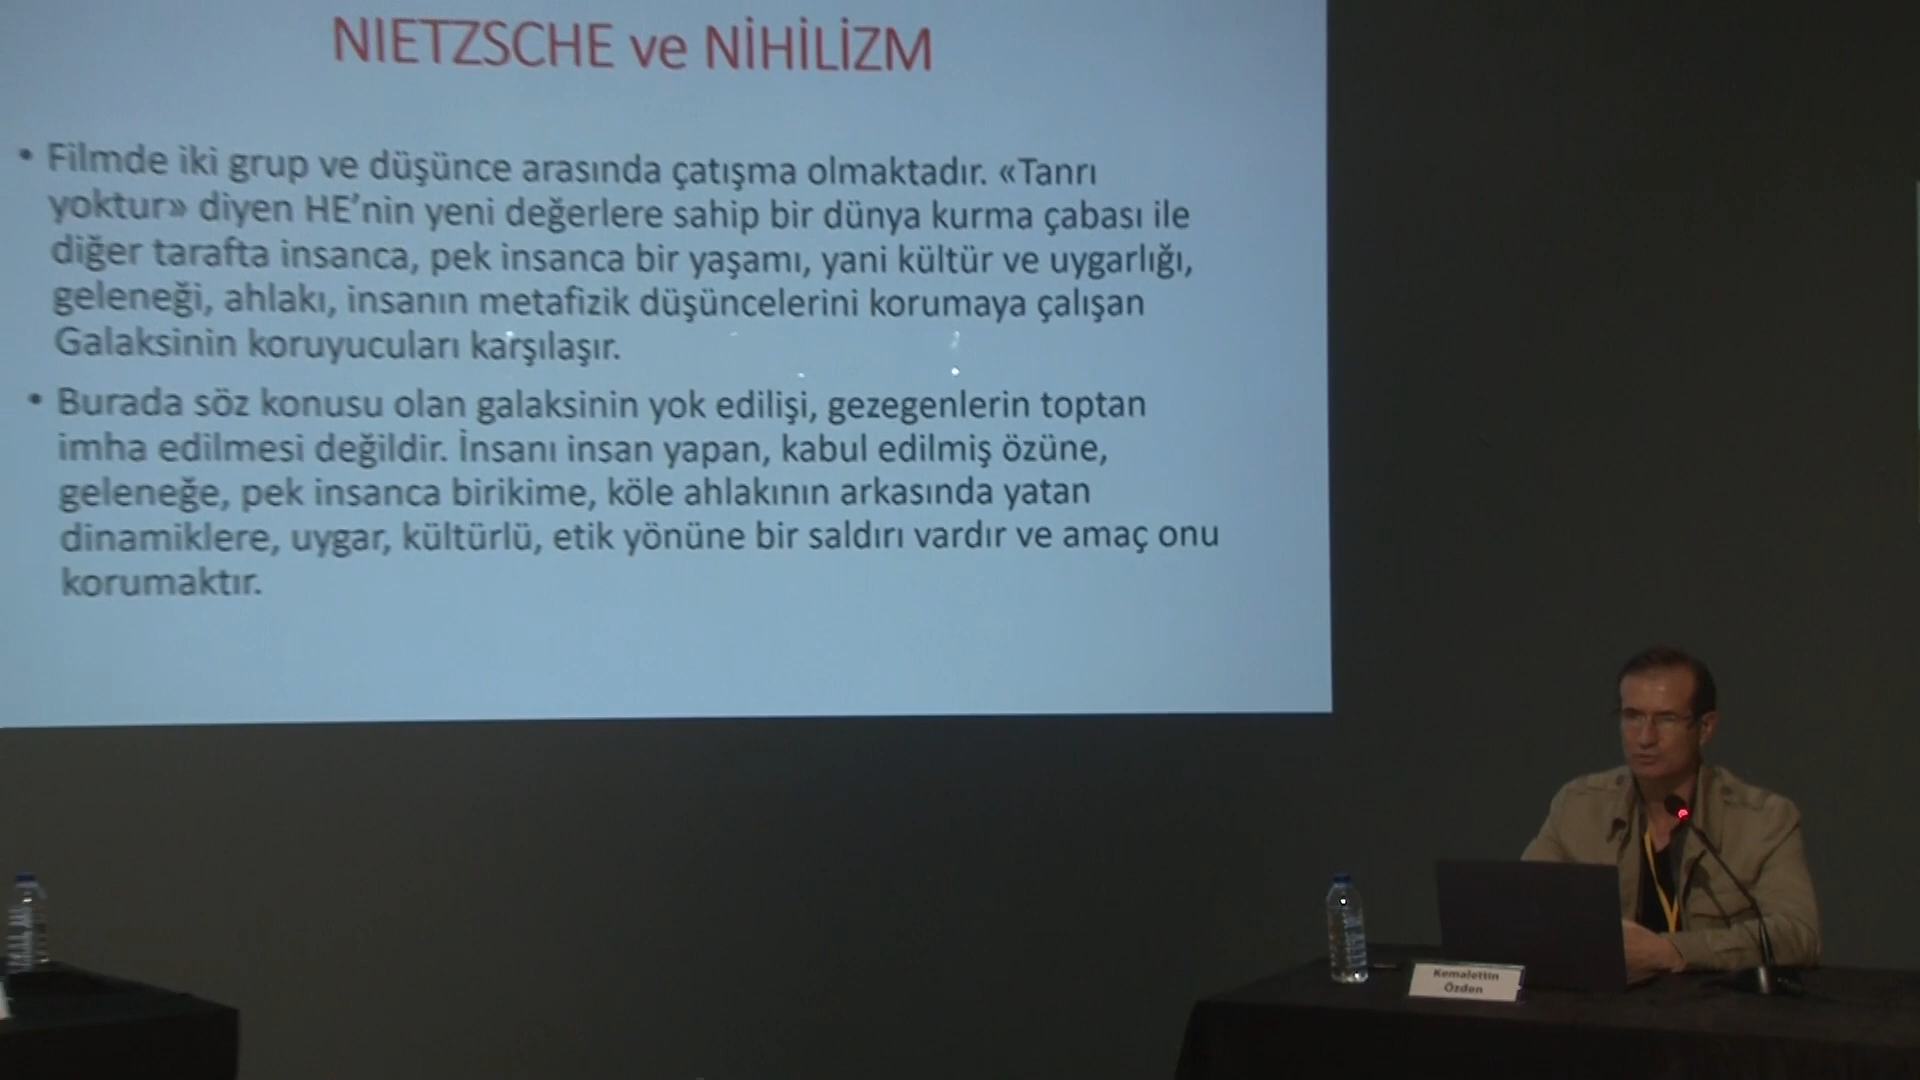 NIETZSCHE ve NİHİLİZM
• Filmde iki grup ve düşünce arasında çatışma olmaktadır. «Tanrı
yoktur» diyen HE’nin yeni değerlere sahip bir dünya kurma çabası ile
diğer tarafta insanca, pek insanca bir yaşamı, yani kültür ve uygarlığı,
geleneği, ahlakı, insanın metafizik düşüncelerini korumaya çalışan
Galaksinin koruyucuları karşılaşır.
• Burada söz konusu olan galaksinin yok edilişi, gezegenlerin toptan
imha edilmesi değildir. İnsanı insan yapan, kabul edilmiş özüne,
geleneğe, pek insanca birikime, köle ahlakının arkasında yatan
dinamiklere, uygar, kültürlü, etik yönüne bir saldırı vardır ve amaç onu
korumaktır.
Kemalettin
Özden